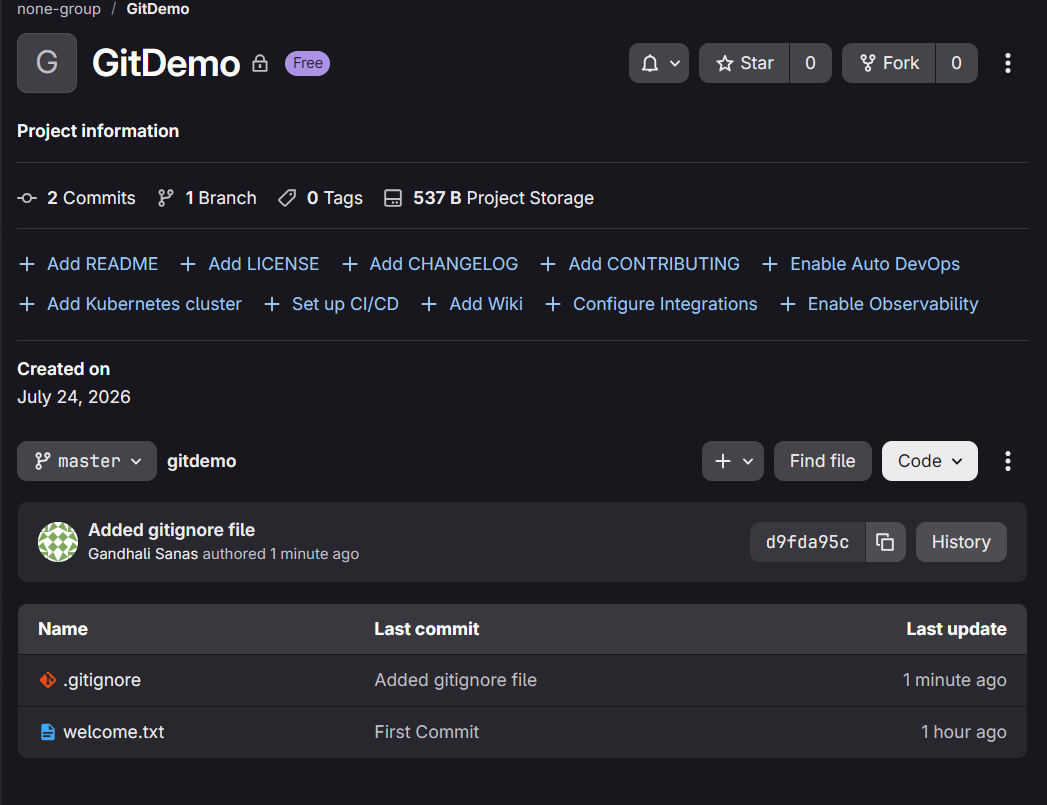 none-group / GitDemo
G GitDemo Free Star 0 Fork 0
Project information
2 Commits 1 Branch 0 Tags 537 B Project Storage
Add README Add LICENSE Add CHANGELOG Add CONTRIBUTING Enable Auto DevOps
Add Kubernetes cluster Set up CI/CD Add Wiki Configure Integrations Enable Observability
Created on
July 24, 2026
master gitdemo Find file Code
Added gitignore file
Gandhali Sanas authored 1 minute ago d9fda95c History
Name Last commit Last update
.gitignore Added gitignore file 1 minute ago
welcome.txt First Commit 1 hour ago